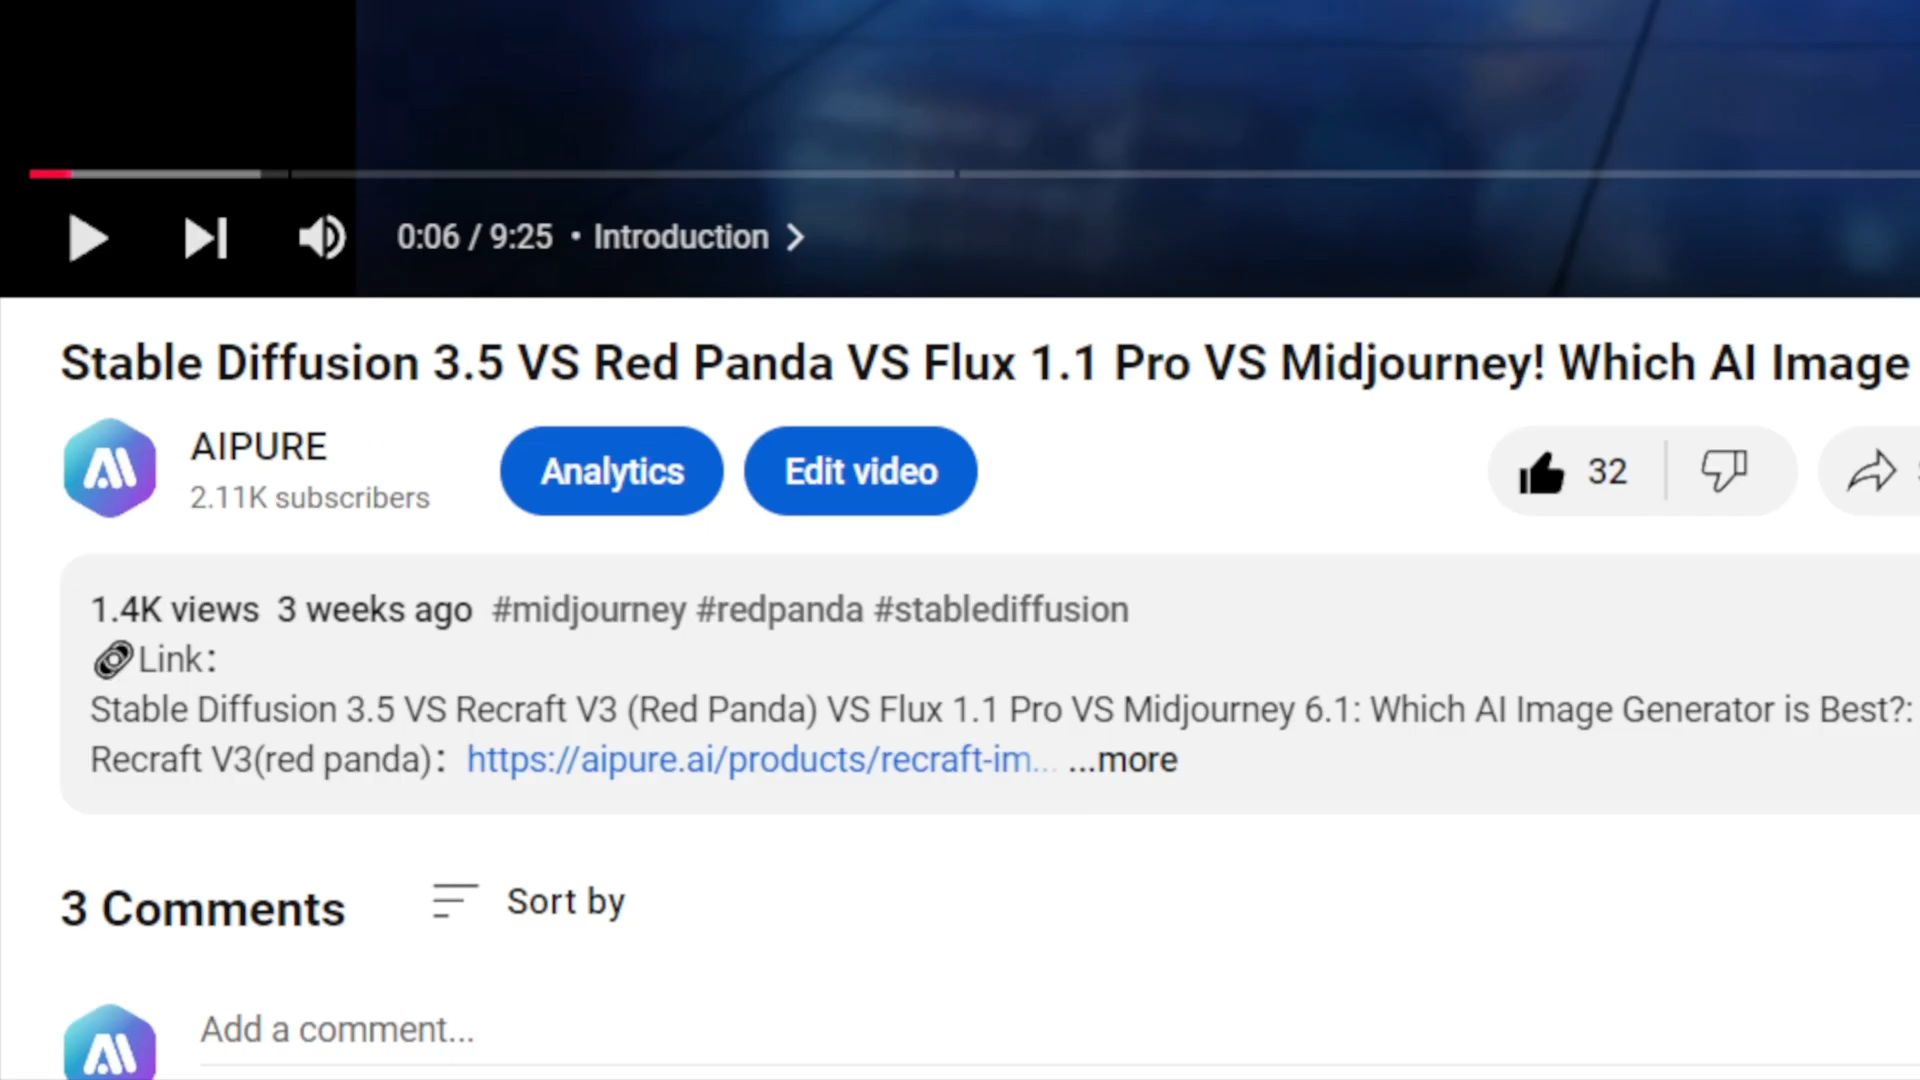 0:06 / 9:25 • Introduction
Stable Diffusion 3.5 VS Red Panda VS Flux 1.1 Pro VS Midjourney! Which AI Image
AIPURE
2.11K subscribers
Analytics
Edit video
32
1.4K views 3 weeks ago #midjourney #redpanda #stablediffusion
Link：
Stable Diffusion 3.5 VS Recraft V3 (Red Panda) VS Flux 1.1 Pro VS Midjourney 6.1: Which AI Image Generator is Best?:
Recraft V3(red panda)： https://aipure.ai/products/recraft-im... ...more
3 Comments
Sort by
Add a comment...